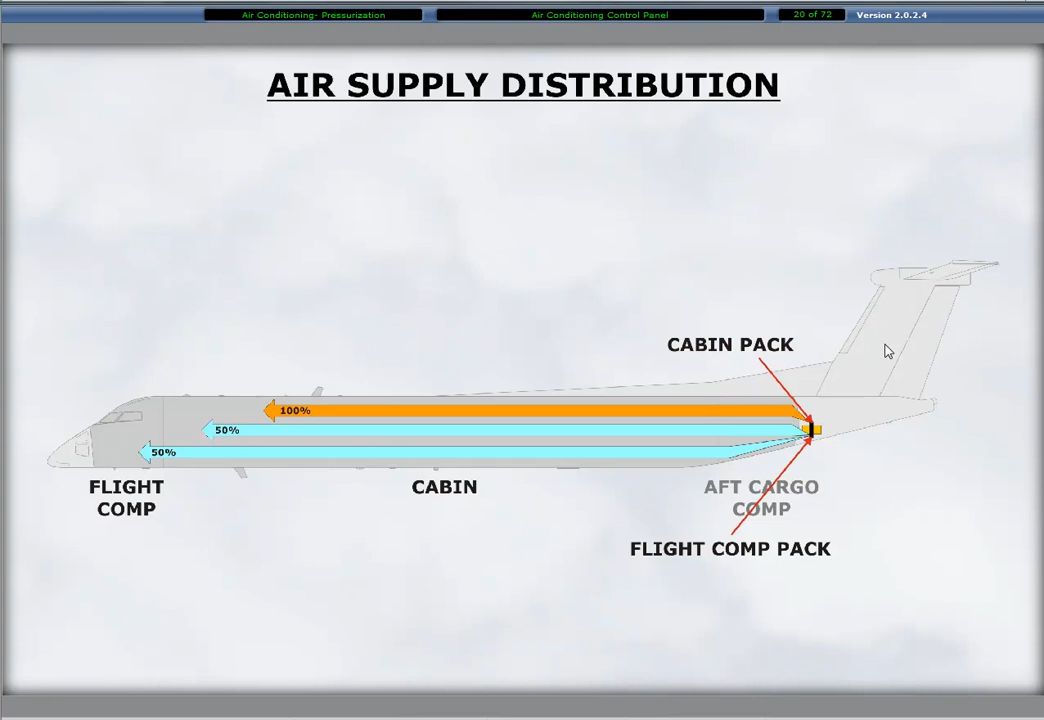 Air Conditioning- Pressurization
Air Conditioning Control Panel
20 of 72
Version 2.0.2.4
AIR SUPPLY DISTRIBUTION
CABIN PACK
100%
50%
50%
FLIGHT
COMP
CABIN
AFT CARGO
COMP
FLIGHT COMP PACK